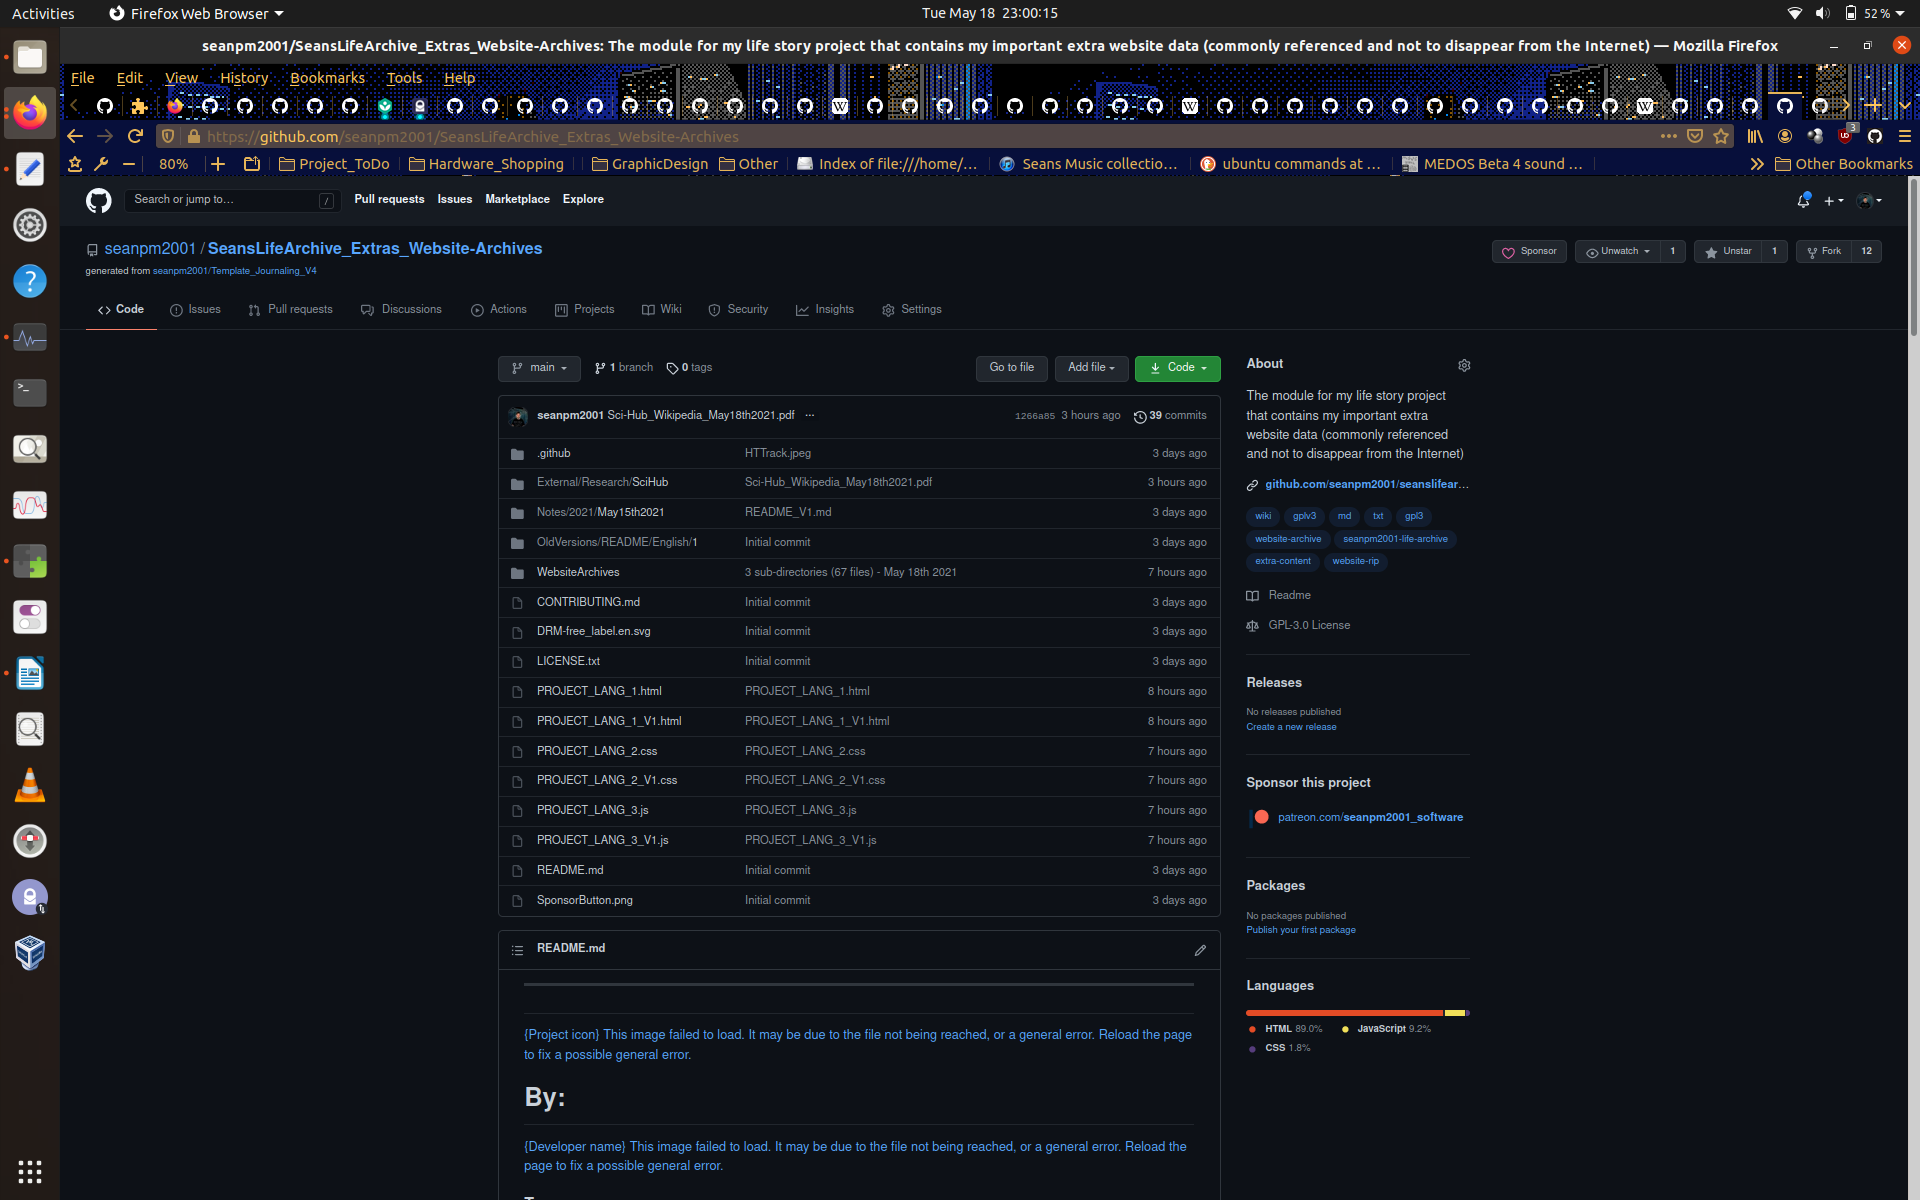 Activities
Firefox Web Browser
Tue May 18 23:00:15
52 %
seanpm2001/SeansLifeArchive_Extras_Website-Archives: The module for my life story project that contains my important extra website data (commonly referenced and not to disappear from the Internet) — Mozilla Firefox
File Edit View History Bookmarks Tools Help
https://github.com/seanpm2001/SeansLifeArchive_Extras_Website-Archives
3
80%
Project_ToDo
Hardware_Shopping
GraphicDesign
Other
Index of file:///home/...
Seans Music collectio...
ubuntu commands at ...
MEDOS Beta 4 sound ...
Other Bookmarks
Search or jump to...
/
Pull requests Issues Marketplace Explore
seanpm2001 / SeansLifeArchive_Extras_Website-Archives
generated from seanpm2001/Template_Journaling_V4
Sponsor
Unwatch 1
Unstar 1
Fork 12
Code Issues Pull requests Discussions Actions Projects Wiki Security Insights Settings
main
1 branch
0 tags
Go to file
Add file
Code
seanpm2001 Sci-Hub_Wikipedia_May18th2021.pdf ... 1266a85 3 hours ago 39 commits
.github HTTrack.jpeg 3 days ago
External/Research/SciHub Sci-Hub_Wikipedia_May18th2021.pdf 3 hours ago
Notes/2021/May15th2021 README_V1.md 3 days ago
OldVersions/README/English/1 Initial commit 3 days ago
WebsiteArchives 3 sub-directories (67 files) - May 18th 2021 7 hours ago
CONTRIBUTING.md Initial commit 3 days ago
DRM-free_label.en.svg Initial commit 3 days ago
LICENSE.txt Initial commit 3 days ago
PROJECT_LANG_1.html PROJECT_LANG_1.html 8 hours ago
PROJECT_LANG_1_V1.html PROJECT_LANG_1_V1.html 8 hours ago
PROJECT_LANG_2.css PROJECT_LANG_2.css 7 hours ago
PROJECT_LANG_2_V1.css PROJECT_LANG_2_V1.css 7 hours ago
PROJECT_LANG_3.js PROJECT_LANG_3.js 7 hours ago
PROJECT_LANG_3_V1.js PROJECT_LANG_3_V1.js 7 hours ago
README.md Initial commit 3 days ago
SponsorButton.png Initial commit 3 days ago
README.md
{Project icon} This image failed to load. It may be due to the file not being reached, or a general error. Reload the page
to fix a possible general error.
By:
{Developer name} This image failed to load. It may be due to the file not being reached, or a general error. Reload the
page to fix a possible general error.
About
The module for my life story project
that contains my important extra
website data (commonly referenced
and not to disappear from the Internet)
github.com/seanpm2001/seanslifear...
wiki gplv3 md txt gpl3
website-archive seanpm2001-life-archive
extra-content website-rip
Readme
GPL-3.0 License
Releases
No releases published
Create a new release
Sponsor this project
patreon.com/seanpm2001_software
Packages
No packages published
Publish your first package
Languages
HTML 89.0% JavaScript 9.2%
CSS 1.8%